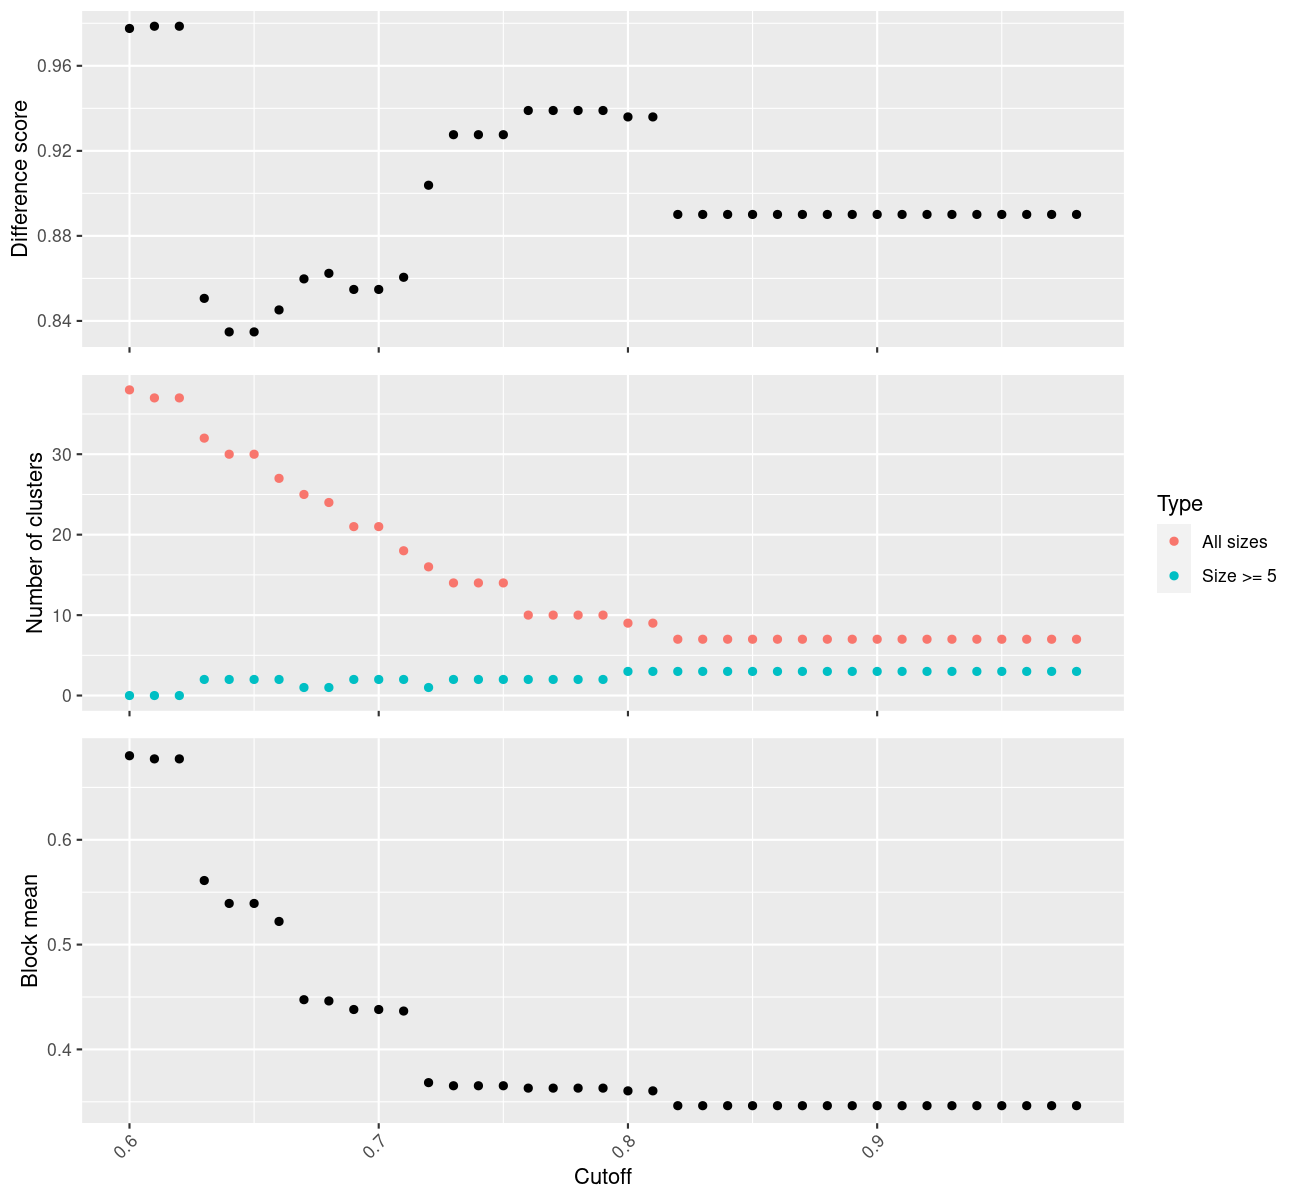 Difference score
0.96
0.92
0.88
0.84
Number of clusters
30
20
10
0
Type
All sizes
Size >= 5
Block mean
0.6
0.5
0.4
0.6 0.7 0.8 0.9
Cutoff